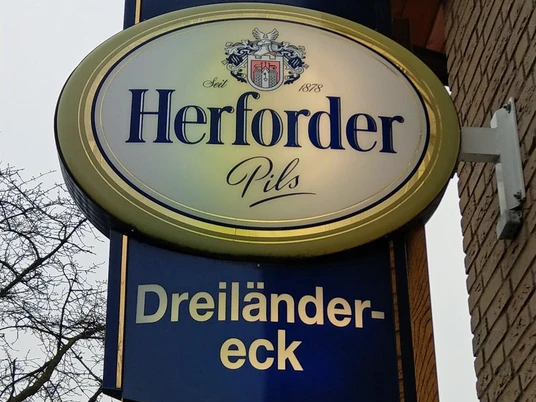 Seit 1878
Herforder
Pils
Dreiländer-
eck